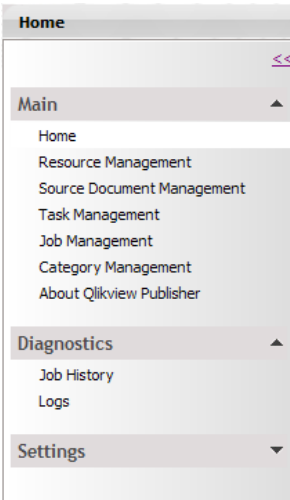 Home
<<
Main
Home
Resource Management
Source Document Management
Task Management
Job Management
Category Management
About Qlikview Publisher
Diagnostics
Job History
Logs
Settings